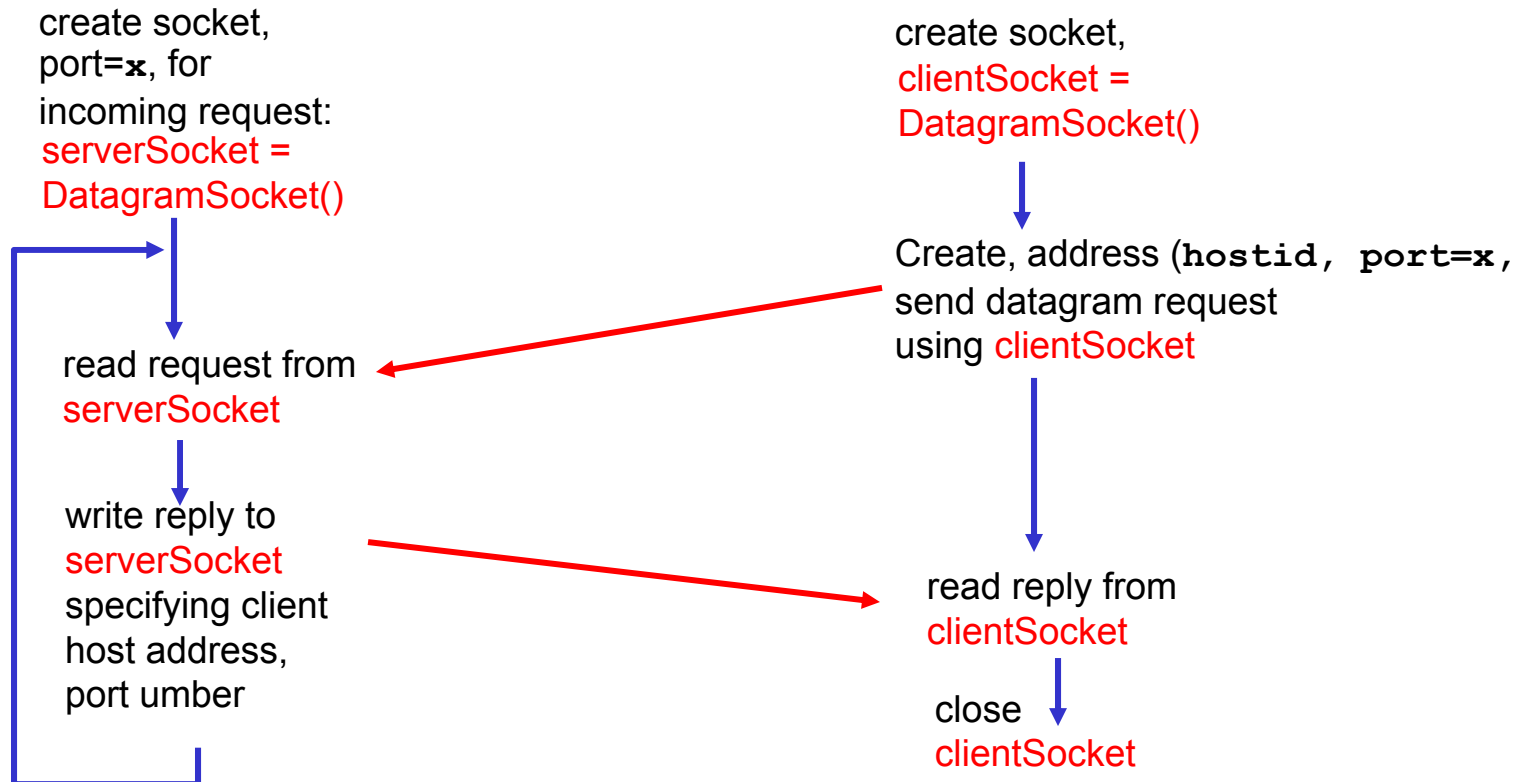 create socket,
port=x, for
incoming request:
serverSocket =
DatagramSocket()
read request from
serverSocket
write reply to
serverSocket
specifying client
host address,
port umber
create socket,
clientSocket =
DatagramSocket()
Create, address (hostid, port=x,
send datagram request
using clientSocket
read reply from
clientSocket
close
clientSocket